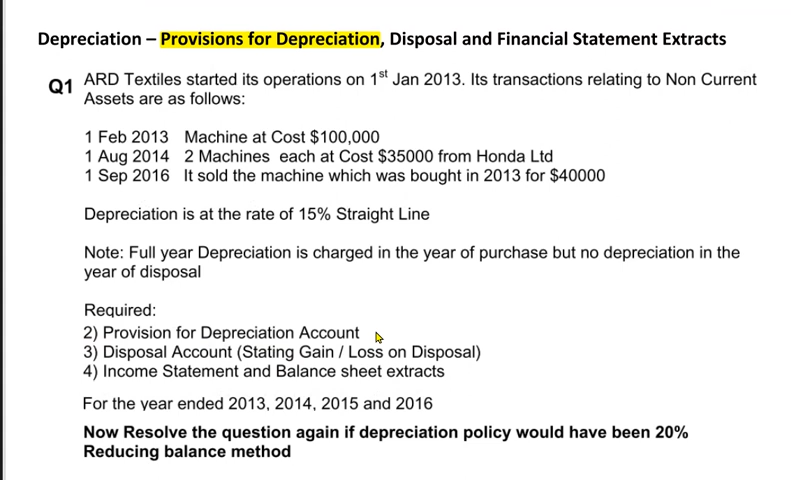 Depreciation – Provisions for Depreciation, Disposal and Financial Statement Extracts
Q1 ARD Textiles started its operations on 1st Jan 2013. Its transactions relating to Non Current
Assets are as follows:
1 Feb 2013 Machine at Cost $100,000
1 Aug 2014 2 Machines each at Cost $35000 from Honda Ltd
1 Sep 2016 It sold the machine which was bought in 2013 for $40000
Depreciation is at the rate of 15% Straight Line
Note: Full year Depreciation is charged in the year of purchase but no depreciation in the
year of disposal
Required:
2) Provision for Depreciation Account
3) Disposal Account (Stating Gain / Loss on Disposal)
4) Income Statement and Balance sheet extracts
For the year ended 2013, 2014, 2015 and 2016
Now Resolve the question again if depreciation policy would have been 20%
Reducing balance method